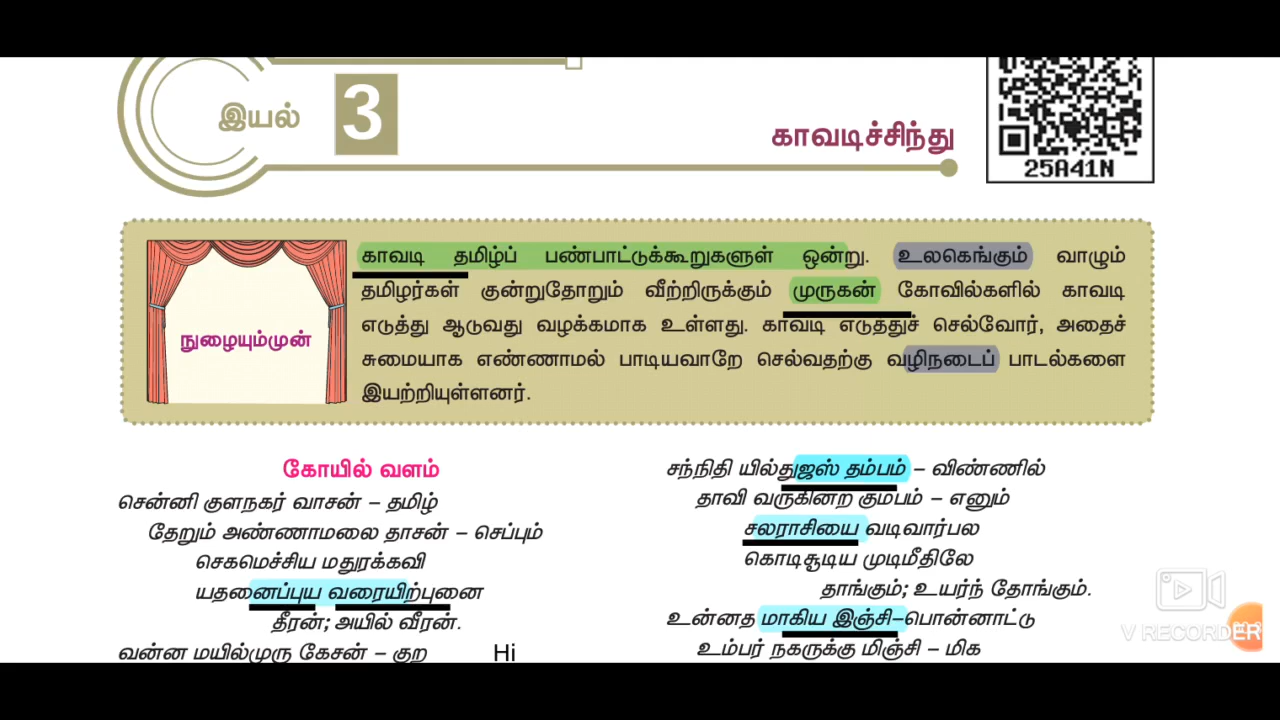 இயல் 3
காவடிச்சிந்து
25A41N
நுழையும்முன்
காவடி தமிழ்ப் பண்பாட்டுக்கூறுகளுள் ஒன்று. உலகெங்கும் வாழும்
தமிழர்கள் குன்றுதோறும் வீற்றிருக்கும் முருகன் கோவில்களில் காவடி
எடுத்து ஆடுவது வழக்கமாக உள்ளது. காவடி எடுத்துச் செல்வோர், அதைச்
சுமையாக எண்ணாமல் பாடியவாறே செல்வதற்கு வழிநடைப் பாடல்களை
இயற்றியுள்ளனர்.
கோயில் வளம்
சென்னி குளநகர் வாசன் – தமிழ்
தேறும் அண்ணாமலை தாசன் – செப்பும்
செகமெச்சிய மதுரக்கவி
யதனைப்புய வரையிற்புனை
தீரன்; அயில் வீரன்.
வன்ன மயில்முரு கேசன் – குற
Hi
சந்நிதி யில்துஜஸ் தம்பம் – விண்ணில்
தாவி வருகின்ற கும்பம் – எனும்
சலராசியை வடிவார்பல
கொடிசூடிய முடிமீதிலே
தாங்கும்; உயர்ந் தோங்கும்.
உன்னத மாகிய இஞ்சி–பொன்னாட்டு
உம்பர் நகருக்கு மிஞ்சி – மிக
V RECORDER